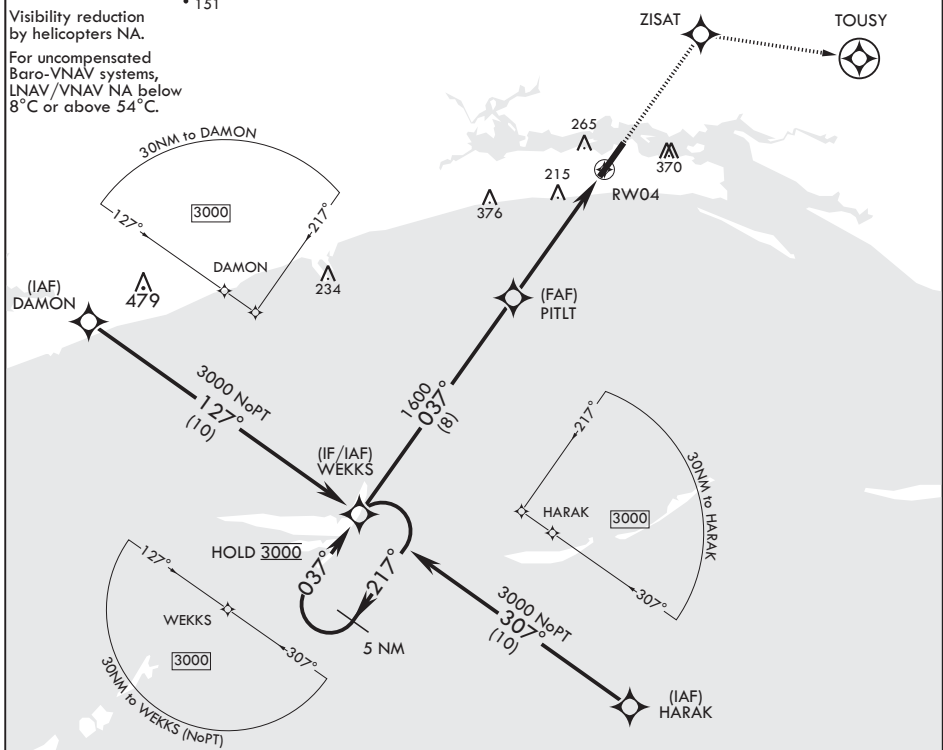 151
Visibility reduction
by helicopters NA.
For uncompensated
Baro-VNAV systems,
LNAV/VNAV NA below
8°C or above 54°C.
ZISAT
TOUSY
30NM to DAMON
3000
127°
217°
DAMON
265
370
215
376
RW04
234
479
(IAF)
DAMON
(FAF)
PITLT
3000 NoPT
127°
(10)
1600
037°
(8)
(IF/IAF)
WEKKS
217°
30NM to HARAK
HARAK
3000
307°
HOLD 3000
037°
217°
5 NM
127°
WEKKS
3000
307°
30NM to WEKKS (NoPT)
3000 NoPT
307°
(10)
(IAF)
HARAK